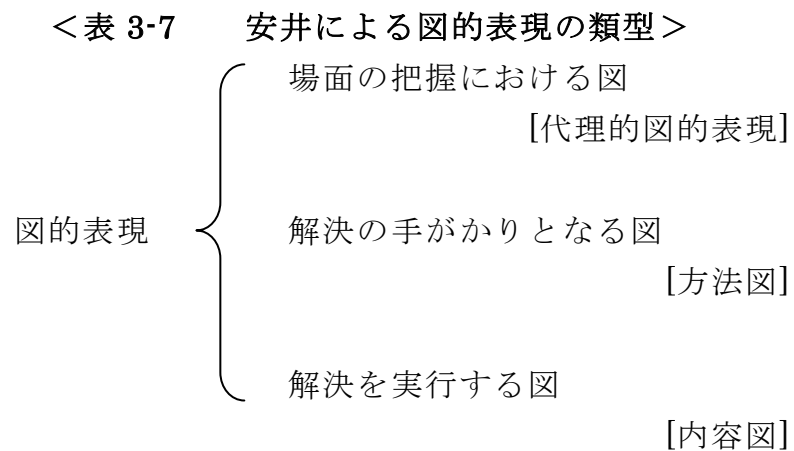 ＜表 3-7　　安井による図的表現の類型＞
場面の把握における図
[代理的図的表現]
図的表現　　解決の手がかりとなる図
[方法図]
解決を実行する図
[内容図]